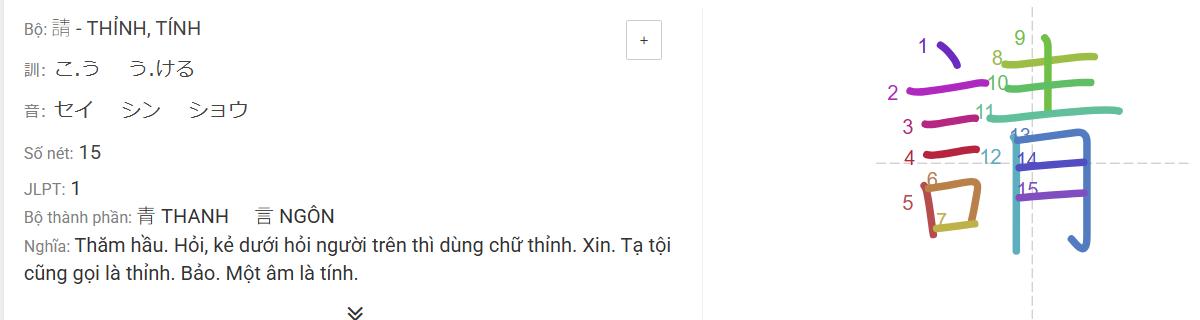 Bộ: 請 - THỈNH, TÍNH
+
訓: こ.う う.ける
音: セイ シン ショウ
Số nét: 15
JLPT: 1
Bộ thành phần: 青 THANH 言 NGÔN
Nghĩa: Thăm hầu. Hỏi, kẻ dưới hỏi người trên thì dùng chữ thỉnh. Xin. Tạ tội
cũng gọi là thỉnh. Bảo. Một âm là tính.
請
1
2
3
4
5
6
7
8
9
10
11
12
13
14
15